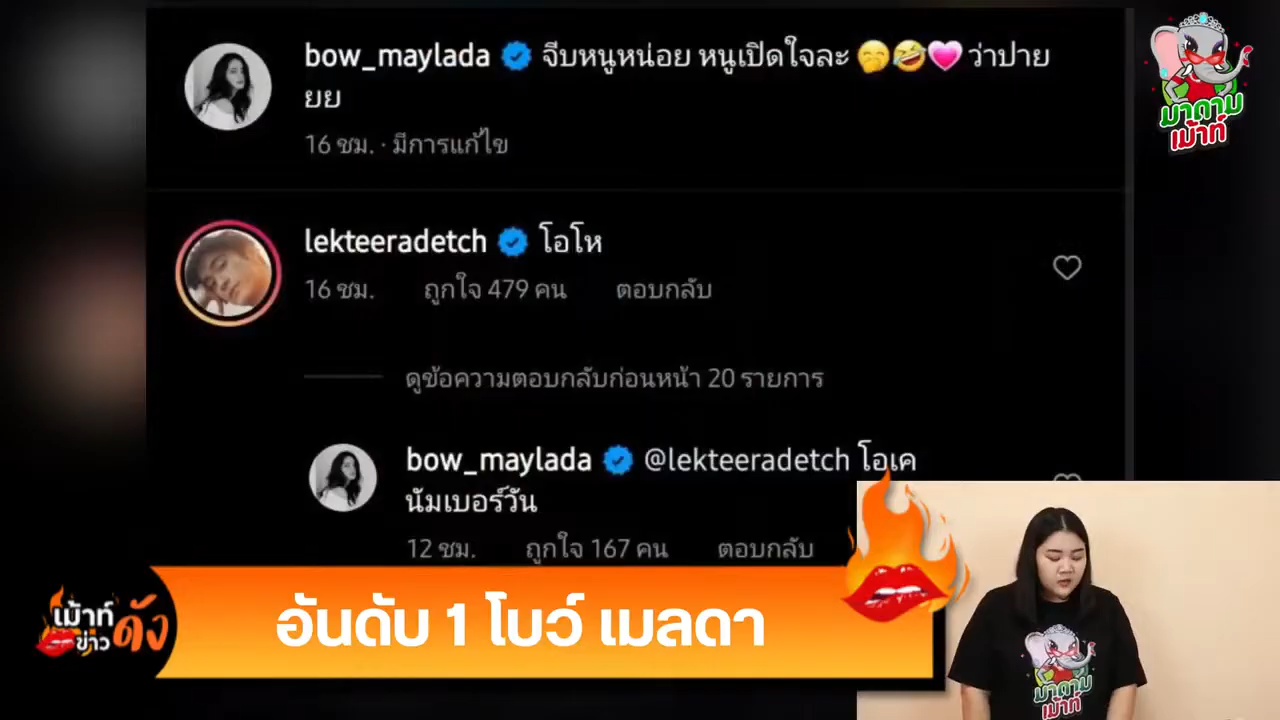 bow_maylada จีบหนูหน่อย หนูเปิดใจละ 🤭🤣💗 ว่าปาย
ยย
16 ชม. · มีการแก้ไข
มาดาม
เม้าท์
lekteeradetch โอโห
16 ชม. ถูกใจ 479 คน ตอบกลับ
ดูข้อความตอบกลับก่อนหน้า 20 รายการ
bow_maylada @lekteeradetch โอเค
นัมเบอร์วัน
12 ชม. ถูกใจ 167 คน ตอบกลับ
เม้าท์
ข่าว
ดัง
อันดับ 1 โบว์ เมลดา
มาดาม
เม้าท์